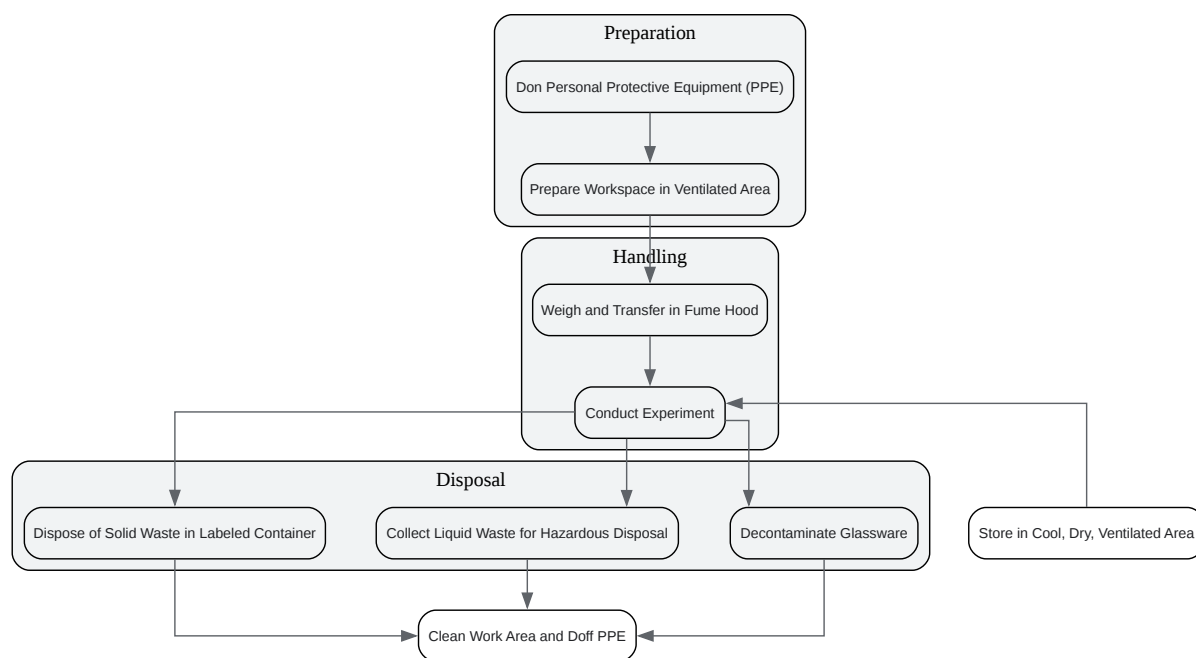 Preparation
Don Personal Protective Equipment (PPE)
Prepare Workspace in Ventilated Area
Handling
Weigh and Transfer in Fume Hood
Conduct Experiment
Disposal
Dispose of Solid Waste in Labeled Container
Collect Liquid Waste for Hazardous Disposal
Decontaminate Glassware
Store in Cool, Dry, Ventilated Area
Clean Work Area and Doff PPE